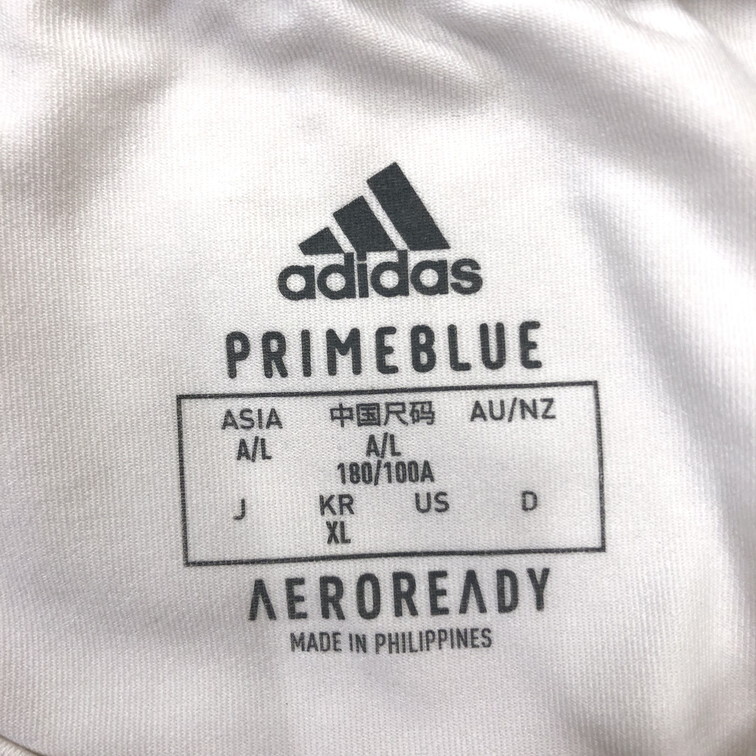 adidas
PRIMEBLUE
ASIA 中国尺码 AU/NZ
A/L A/L
180/100A
J KR US D
XL
AEROREADY
MADE IN PHILIPPINES